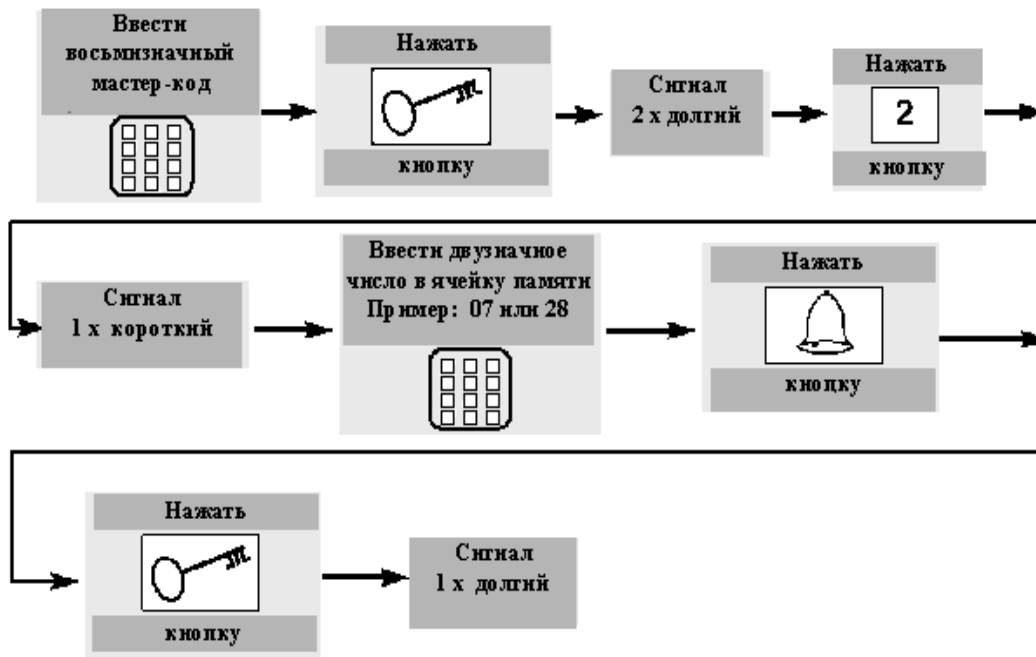 Ввести
восьмизначный
мастер-код
Нажать
кнопку
Сигнал
2 х долгий
Нажать
2
кнопку
Сигнал
1 х короткий
Ввести двузначное
число в ячейку памяти
Пример: 07 или 28
Нажать
кнопку
Нажать
кнопку
Сигнал
1 х долгий